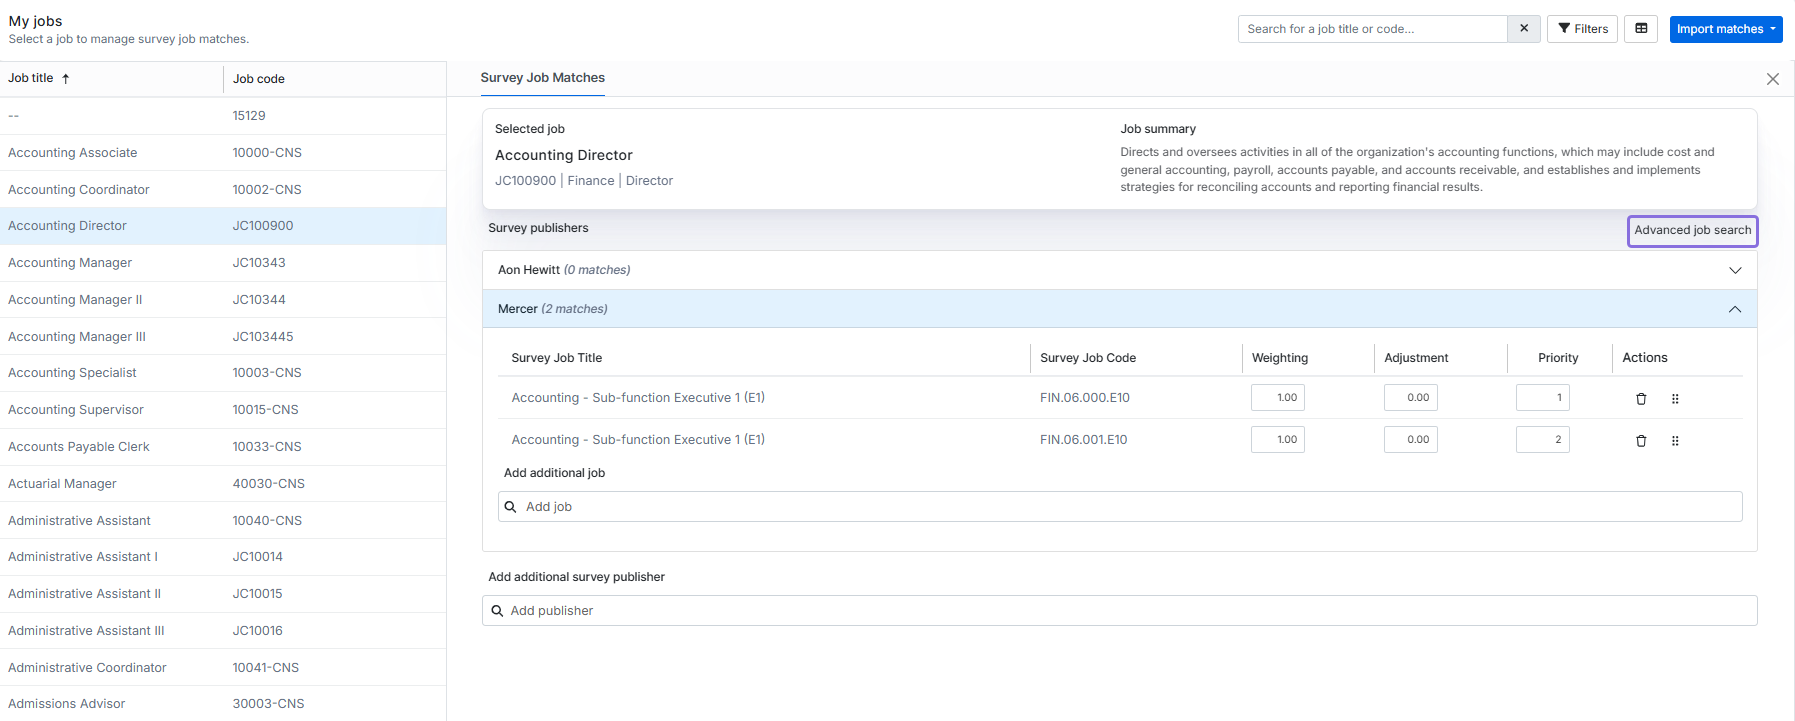 My jobs
Select a job to manage survey job matches.
Search for a job title or code...
Filters
Import matches
Job title
Job code
--
15129
Accounting Associate
10000-CNS
Accounting Coordinator
10002-CNS
Accounting Director
JC100900
Accounting Manager
JC10343
Accounting Manager II
JC10344
Accounting Manager III
JC103445
Accounting Specialist
10003-CNS
Accounting Supervisor
10015-CNS
Accounts Payable Clerk
10033-CNS
Actuarial Manager
40030-CNS
Administrative Assistant
10040-CNS
Administrative Assistant I
JC10014
Administrative Assistant II
JC10015
Administrative Assistant III
JC10016
Administrative Coordinator
10041-CNS
Admissions Advisor
30003-CNS
Survey Job Matches
Selected job
Accounting Director
JC100900 | Finance | Director
Job summary
Directs and oversees activities in all of the organization's accounting functions, which may include cost and
general accounting, payroll, accounts payable, and accounts receivable, and establishes and implements
strategies for reconciling accounts and reporting financial results.
Survey publishers
Advanced job search
Aon Hewitt (0 matches)
Mercer (2 matches)
Survey Job Title
Survey Job Code
Weighting
Adjustment
Priority
Actions
Accounting - Sub-function Executive 1 (E1)
FIN.06.000.E10
1.00
0.00
1
Accounting - Sub-function Executive 1 (E1)
FIN.06.001.E10
1.00
0.00
2
Add additional job
Add job
Add additional survey publisher
Add publisher